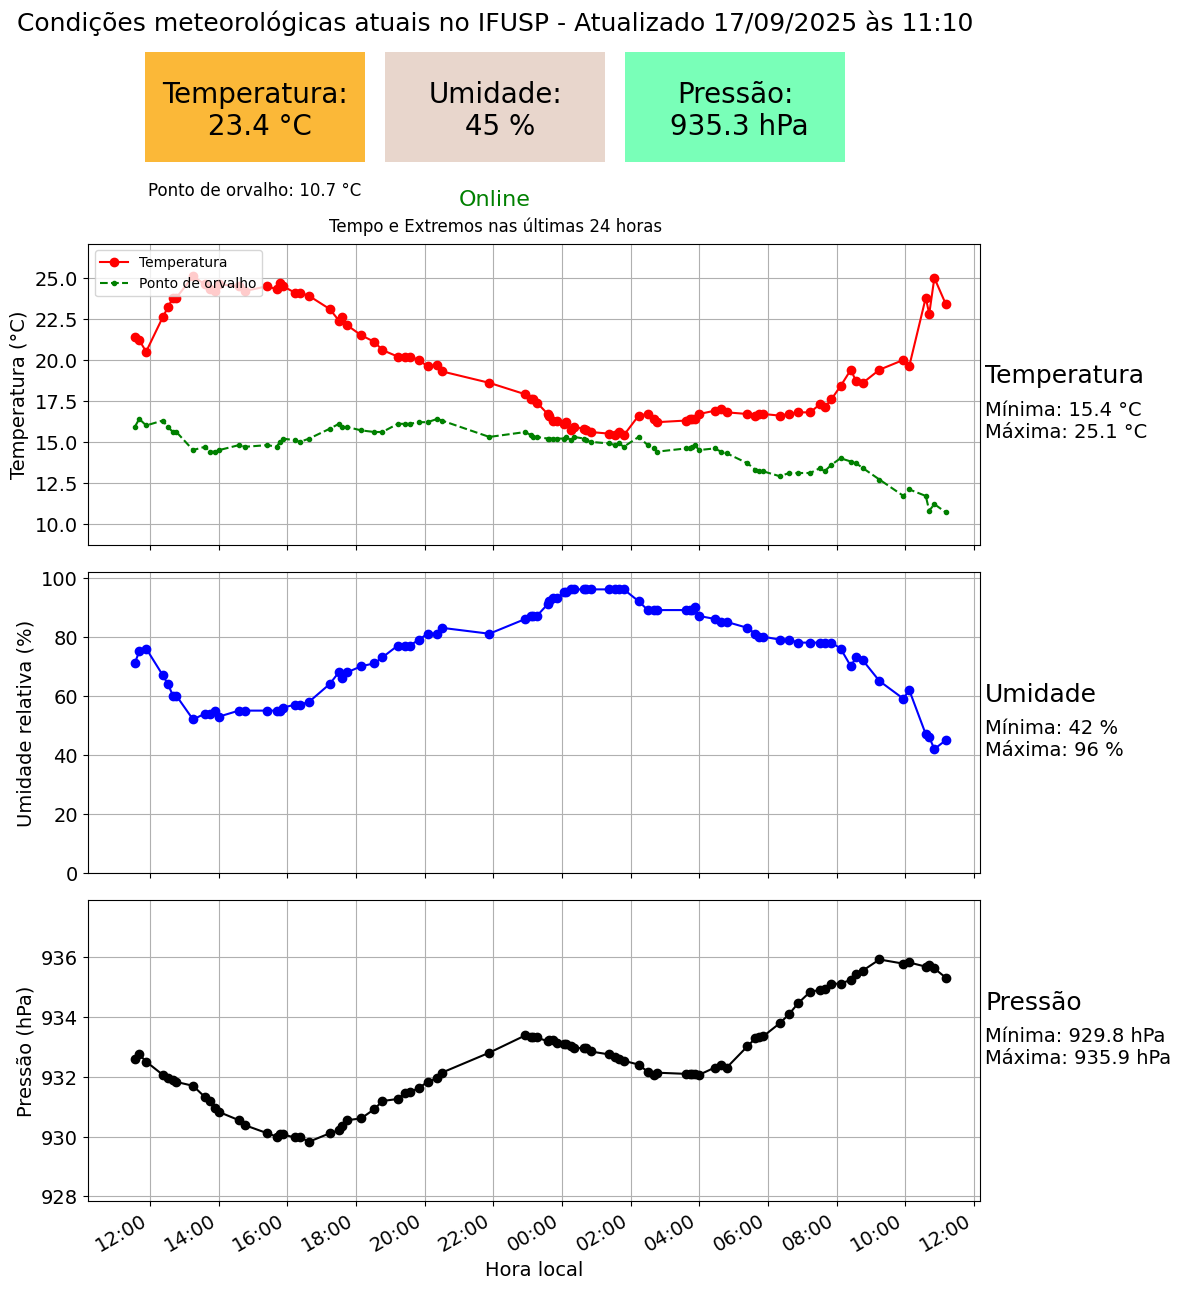 Condições meteorológicas atuais no IFUSP - Atualizado 17/09/2025 às 11:10
Temperatura:
23.4 °C
Umidade:
45 %
Pressão:
935.3 hPa
Ponto de orvalho: 10.7 °C
Online
Tempo e Extremos nas últimas 24 horas
Temperatura
Ponto de orvalho
Temperatura (°C)
25.0
22.5
20.0
17.5
15.0
12.5
10.0
Temperatura
Mínima: 15.4 °C
Máxima: 25.1 °C
Umidade relativa (%)
100
80
60
40
20
0
Umidade
Mínima: 42 %
Máxima: 96 %
Pressão (hPa)
936
934
932
930
928
Pressão
Mínima: 929.8 hPa
Máxima: 935.9 hPa
12:00 14:00 16:00 18:00 20:00 22:00 00:00 02:00 04:00 06:00 08:00 10:00 12:00
Hora local